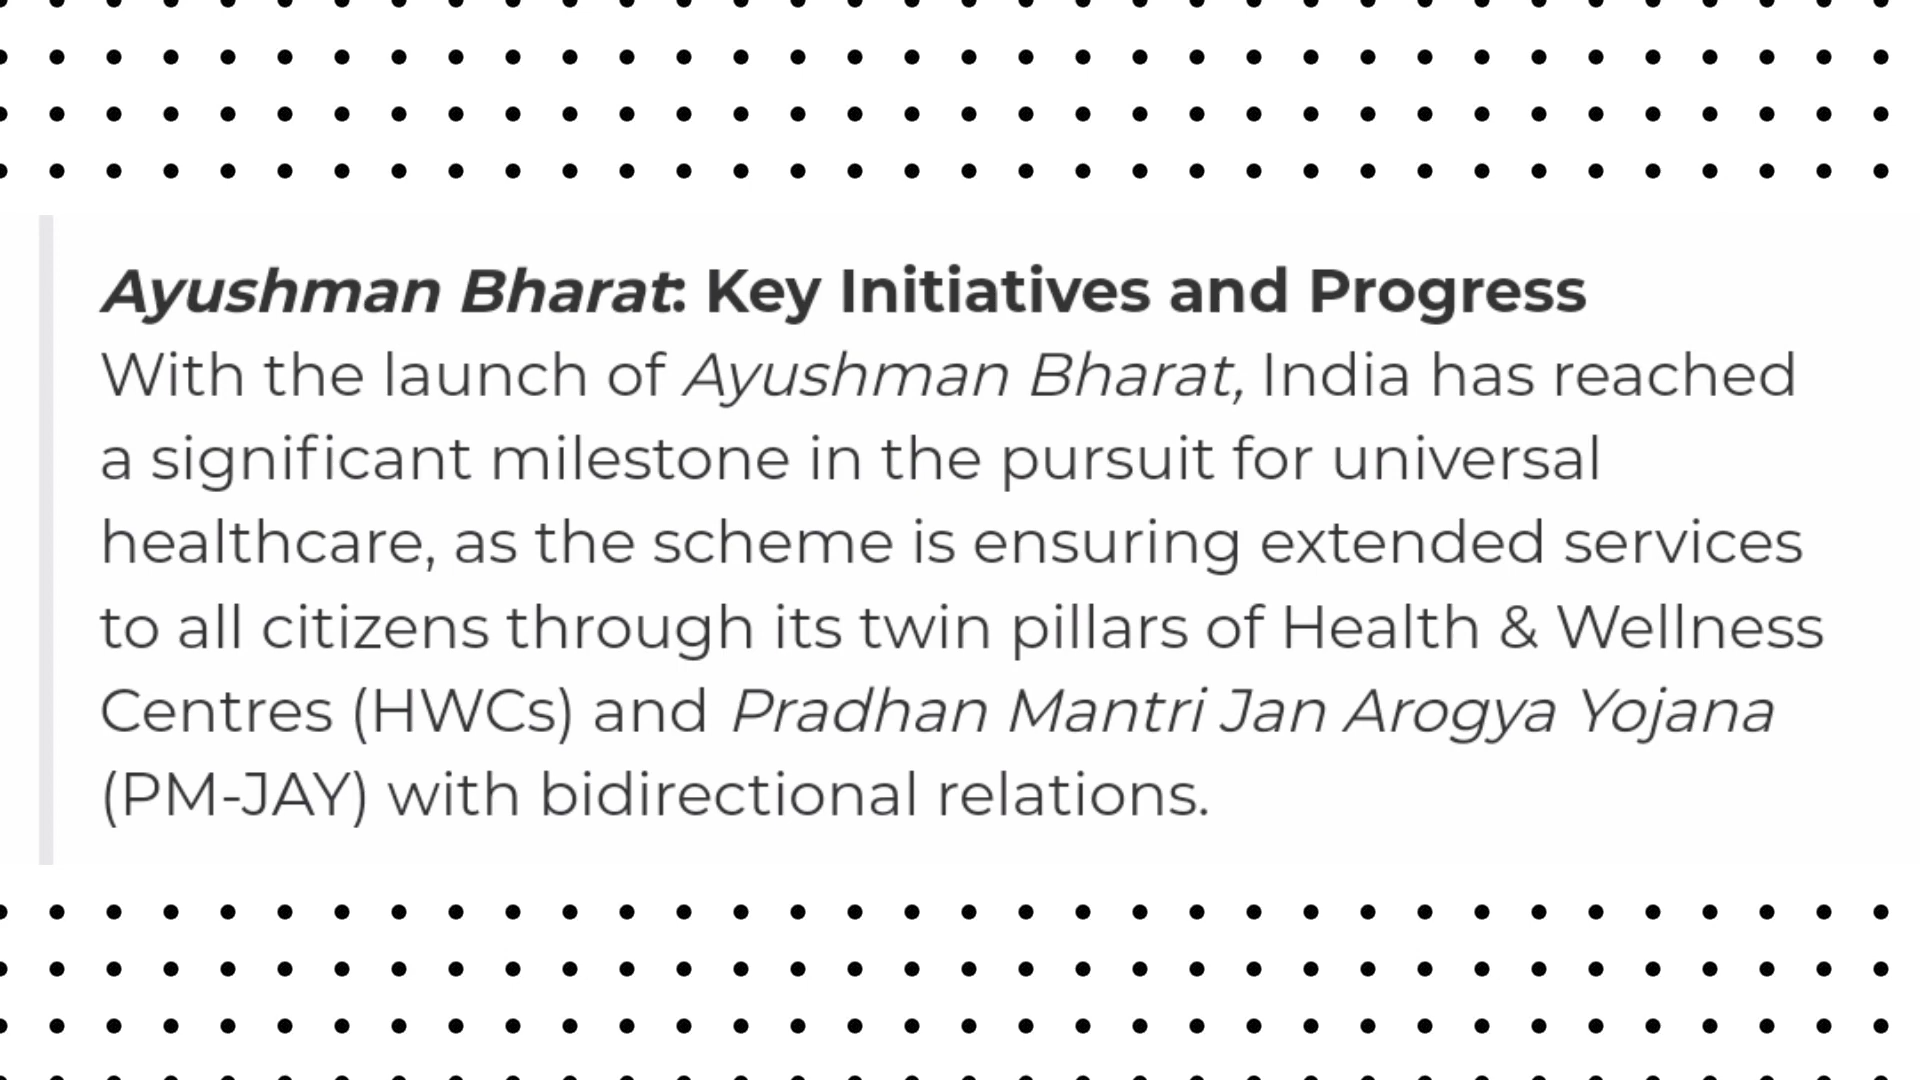 Ayushman Bharat: Key Initiatives and Progress
With the launch of Ayushman Bharat, India has reached
a significant milestone in the pursuit for universal
healthcare, as the scheme is ensuring extended services
to all citizens through its twin pillars of Health & Wellness
Centres (HWCs) and Pradhan Mantri Jan Arogya Yojana
(PM-JAY) with bidirectional relations.